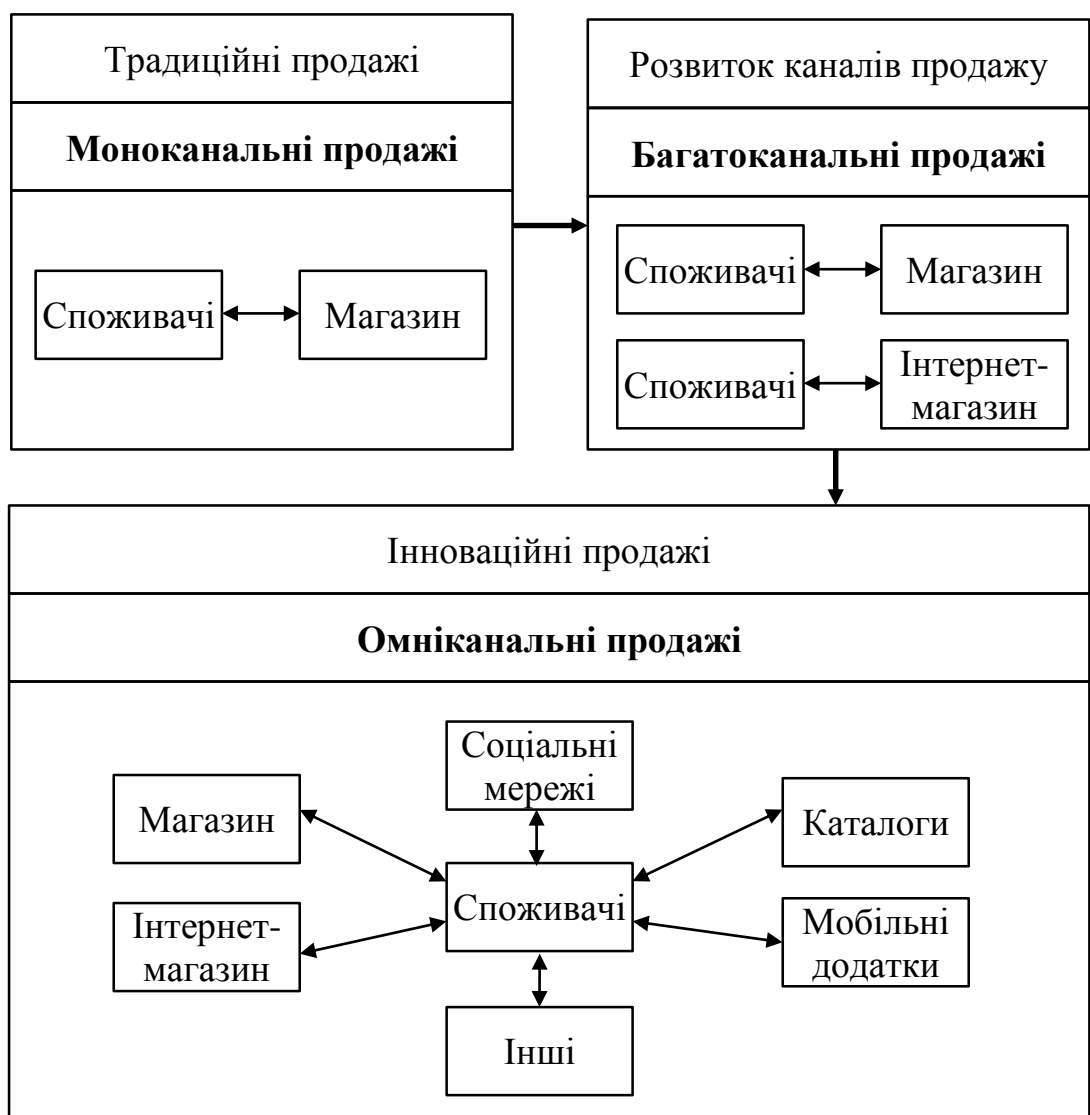 Традиційні продажі
Моноканальні продажі
Споживачі
Магазин
Розвиток каналів продажу
Багатоканальні продажі
Споживачі
Магазин
Споживачі
Інтернет-
магазин
Інноваційні продажі
Омніканальні продажі
Соціальні
мережі
Магазин
Каталоги
Споживачі
Інтернет-
магазин
Мобільні
додатки
Інші